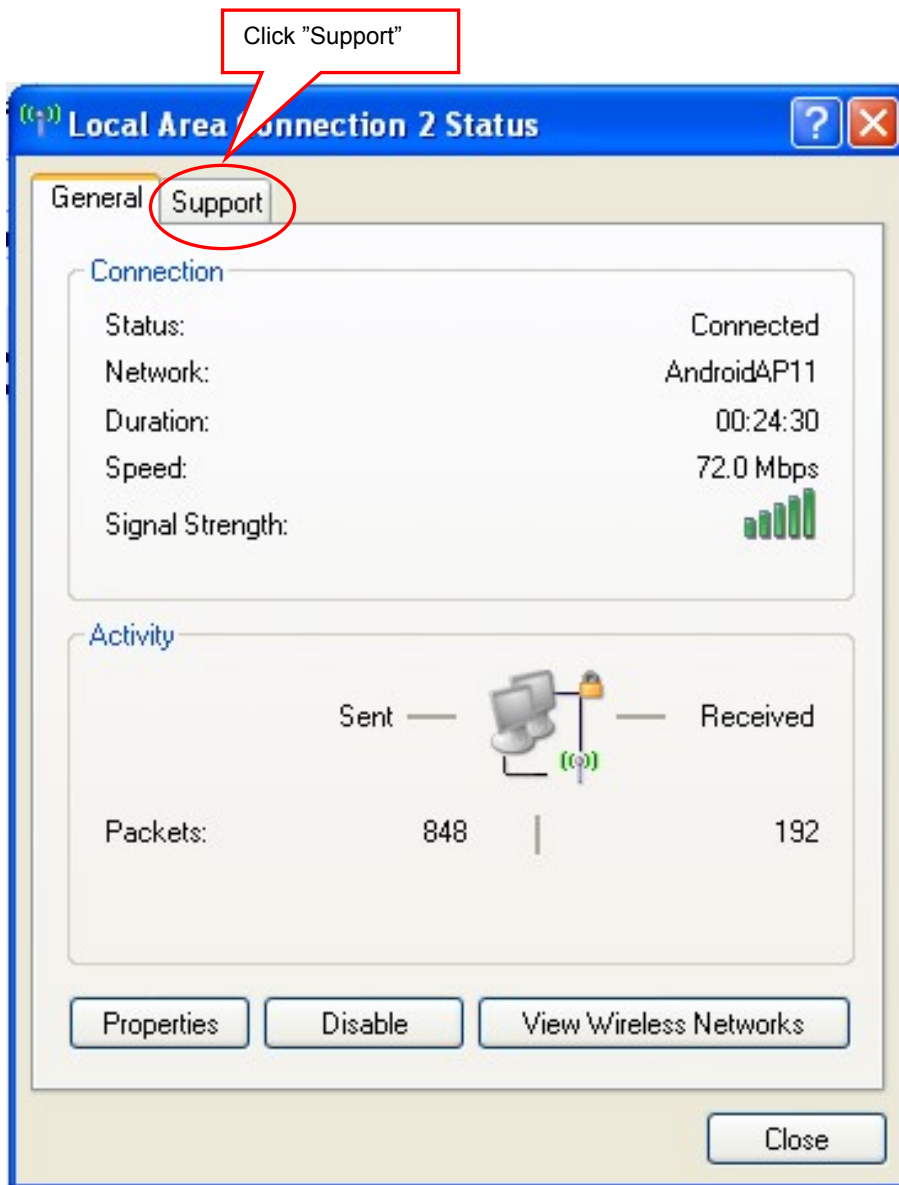 Click ”Support”
Local Area Connection 2 Status
General Support
Connection
Status: Connected
Network: AndroidAP11
Duration: 00:24:30
Speed: 72.0 Mbps
Signal Strength:
Activity
Sent Received
Packets: 848 192
Properties Disable View Wireless Networks
Close